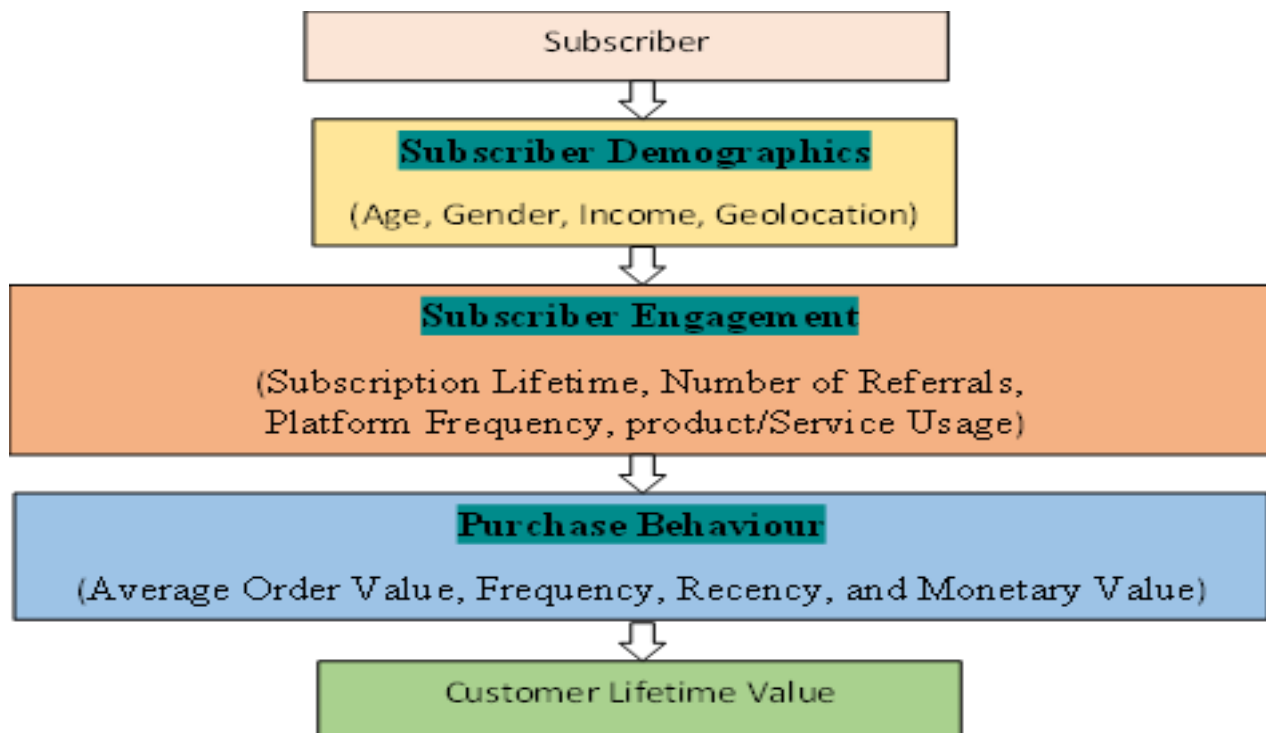 Subscriber
Subscriber Demographics
(Age, Gender, Income, Geolocation)
Subscriber Engagement
(Subscription Lifetime, Number of Referrals,
Platform Frequency, product/Service Usage)
Purchase Behaviour
(Average Order Value, Frequency, Recency, and Monetary Value)
Customer Lifetime Value